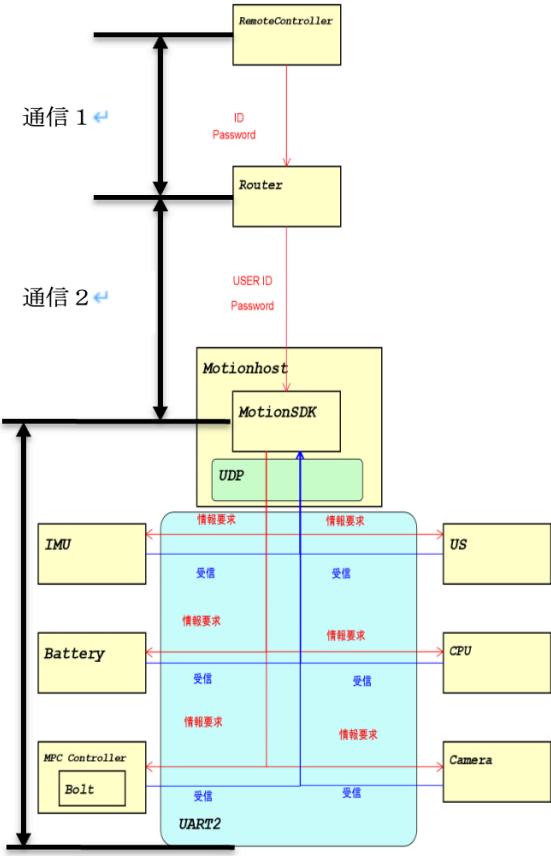 RemoteController
通信１
ID
Password
Router
通信２
USER ID
Password
Motionhost
MotionSDK
UDP
情報要求
情報要求
IMU
US
受信
受信
情報要求
情報要求
Battery
CPU
受信
受信
情報要求
情報要求
MPC Controller
Camera
Bolt
受信
受信
UART2